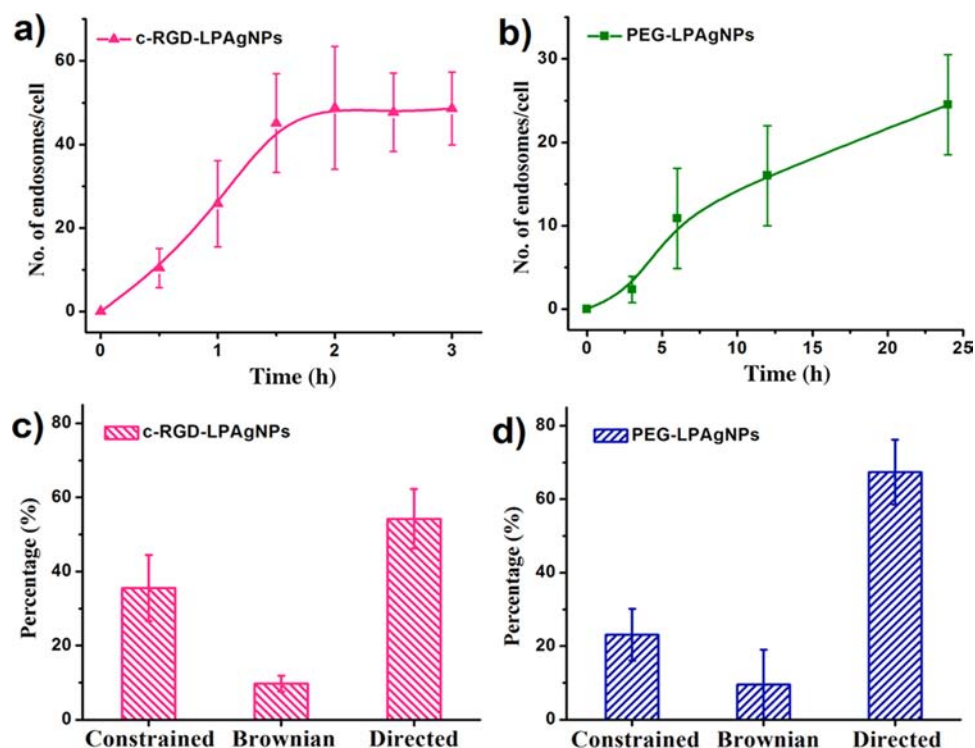 a)
c-RGD-LPAgNPs
No. of endosomes/cell
60
40
20
0
0 1 2 3
Time (h)
b)
PEG-LPAgNPs
No. of endosomes/cell
30
20
10
0
0 5 10 15 20 25
Time (h)
c)
c-RGD-LPAgNPs
Percentage (%)
80
60
40
20
0
Constrained Brownian Directed
d)
PEG-LPAgNPs
Percentage (%)
80
60
40
20
0
Constrained Brownian Directed